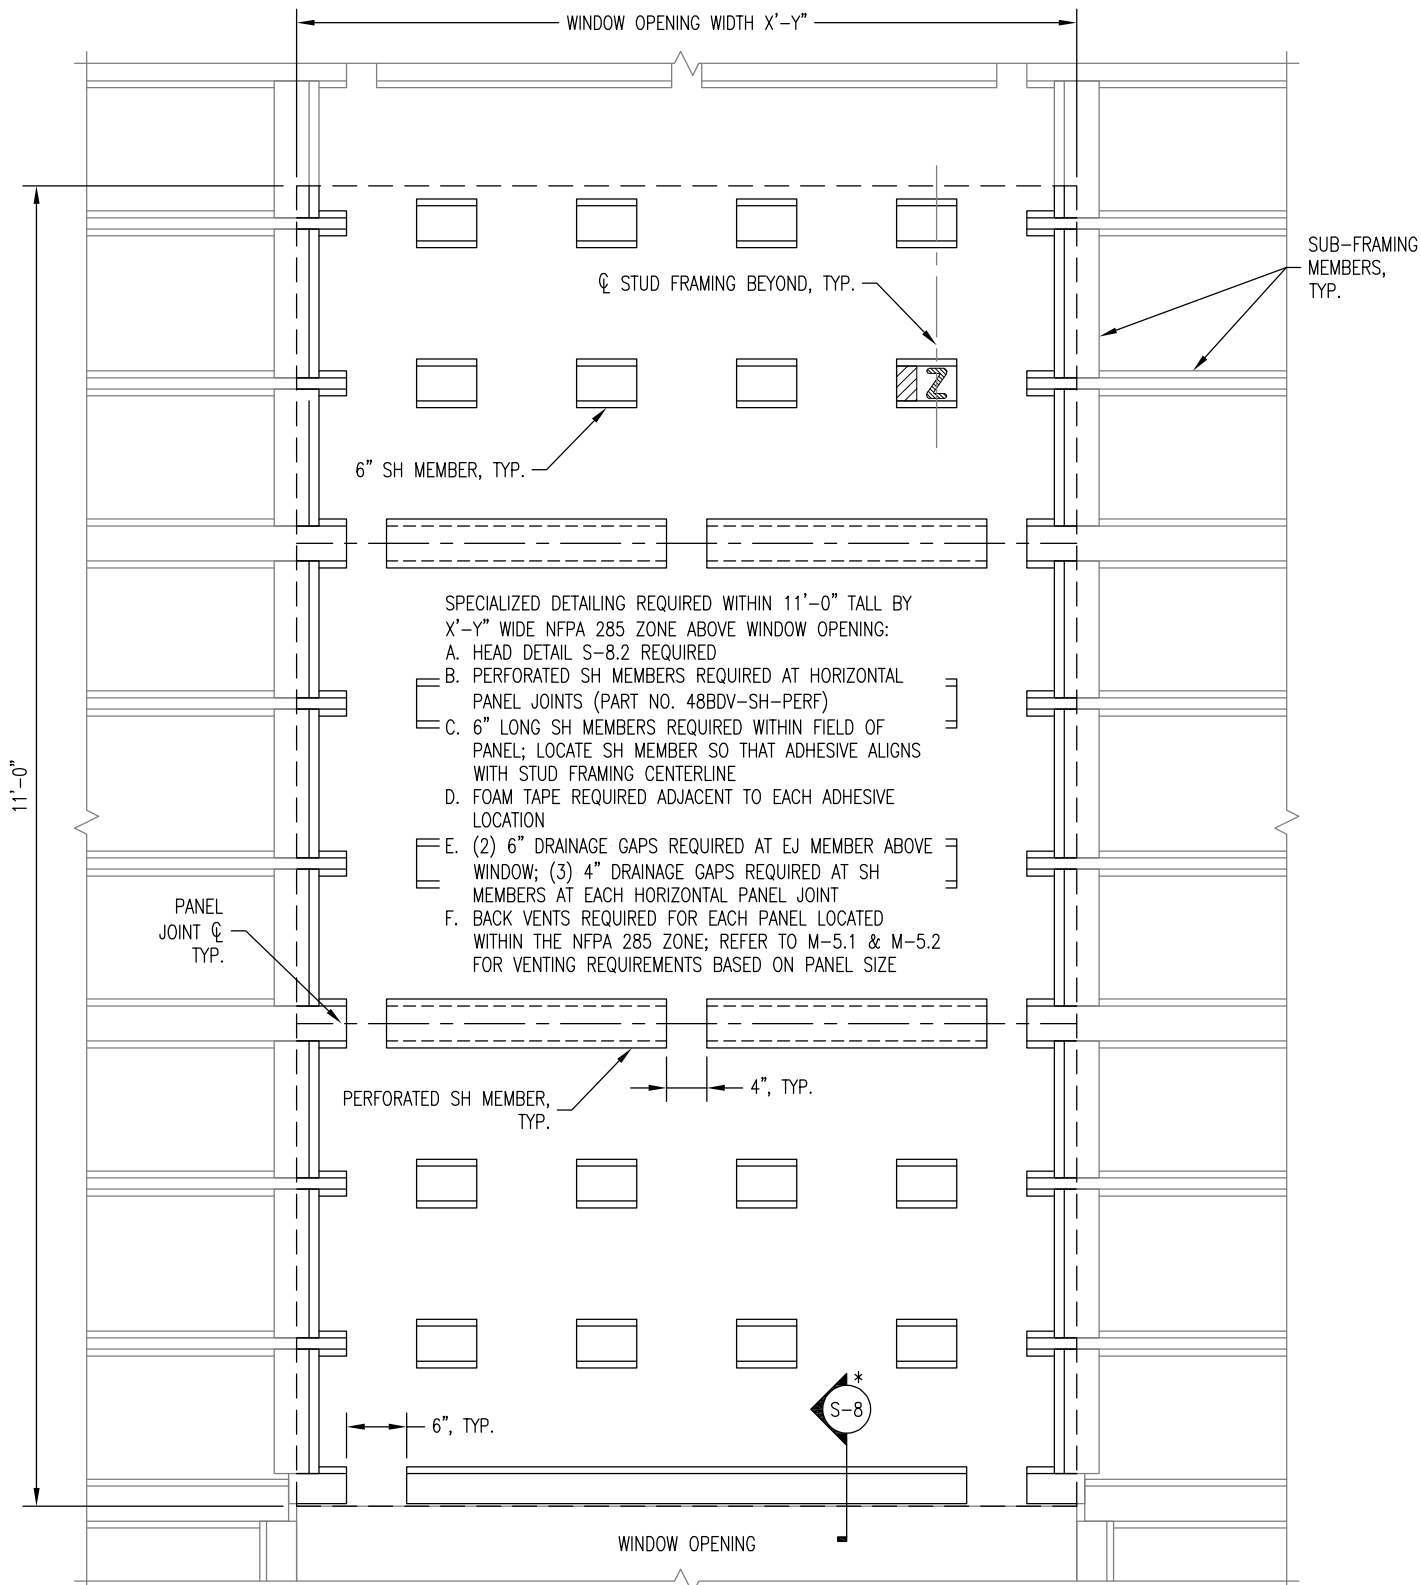 WINDOW OPENING WIDTH X'-Y"
SUB-FRAMING
MEMBERS,
TYP.
℄ STUD FRAMING BEYOND, TYP.
6" SH MEMBER, TYP.
SPECIALIZED DETAILING REQUIRED WITHIN 11'-0" TALL BY
X'-Y" WIDE NFPA 285 ZONE ABOVE WINDOW OPENING:
A. HEAD DETAIL S-8.2 REQUIRED
B. PERFORATED SH MEMBERS REQUIRED AT HORIZONTAL
PANEL JOINTS (PART NO. 48BDV-SH-PERF)
C. 6" LONG SH MEMBERS REQUIRED WITHIN FIELD OF
PANEL; LOCATE SH MEMBER SO THAT ADHESIVE ALIGNS
WITH STUD FRAMING CENTERLINE
D. FOAM TAPE REQUIRED ADJACENT TO EACH ADHESIVE
LOCATION
E. (2) 6" DRAINAGE GAPS REQUIRED AT EJ MEMBER ABOVE
WINDOW; (3) 4" DRAINAGE GAPS REQUIRED AT SH
MEMBERS AT EACH HORIZONTAL PANEL JOINT
F. BACK VENTS REQUIRED FOR EACH PANEL LOCATED
WITHIN THE NFPA 285 ZONE; REFER TO M-5.1 & M-5.2
FOR VENTING REQUIREMENTS BASED ON PANEL SIZE
11'-0"
PANEL
JOINT ℄
TYP.
PERFORATED SH MEMBER,
TYP.
4", TYP.
*
S-8
6", TYP.
WINDOW OPENING